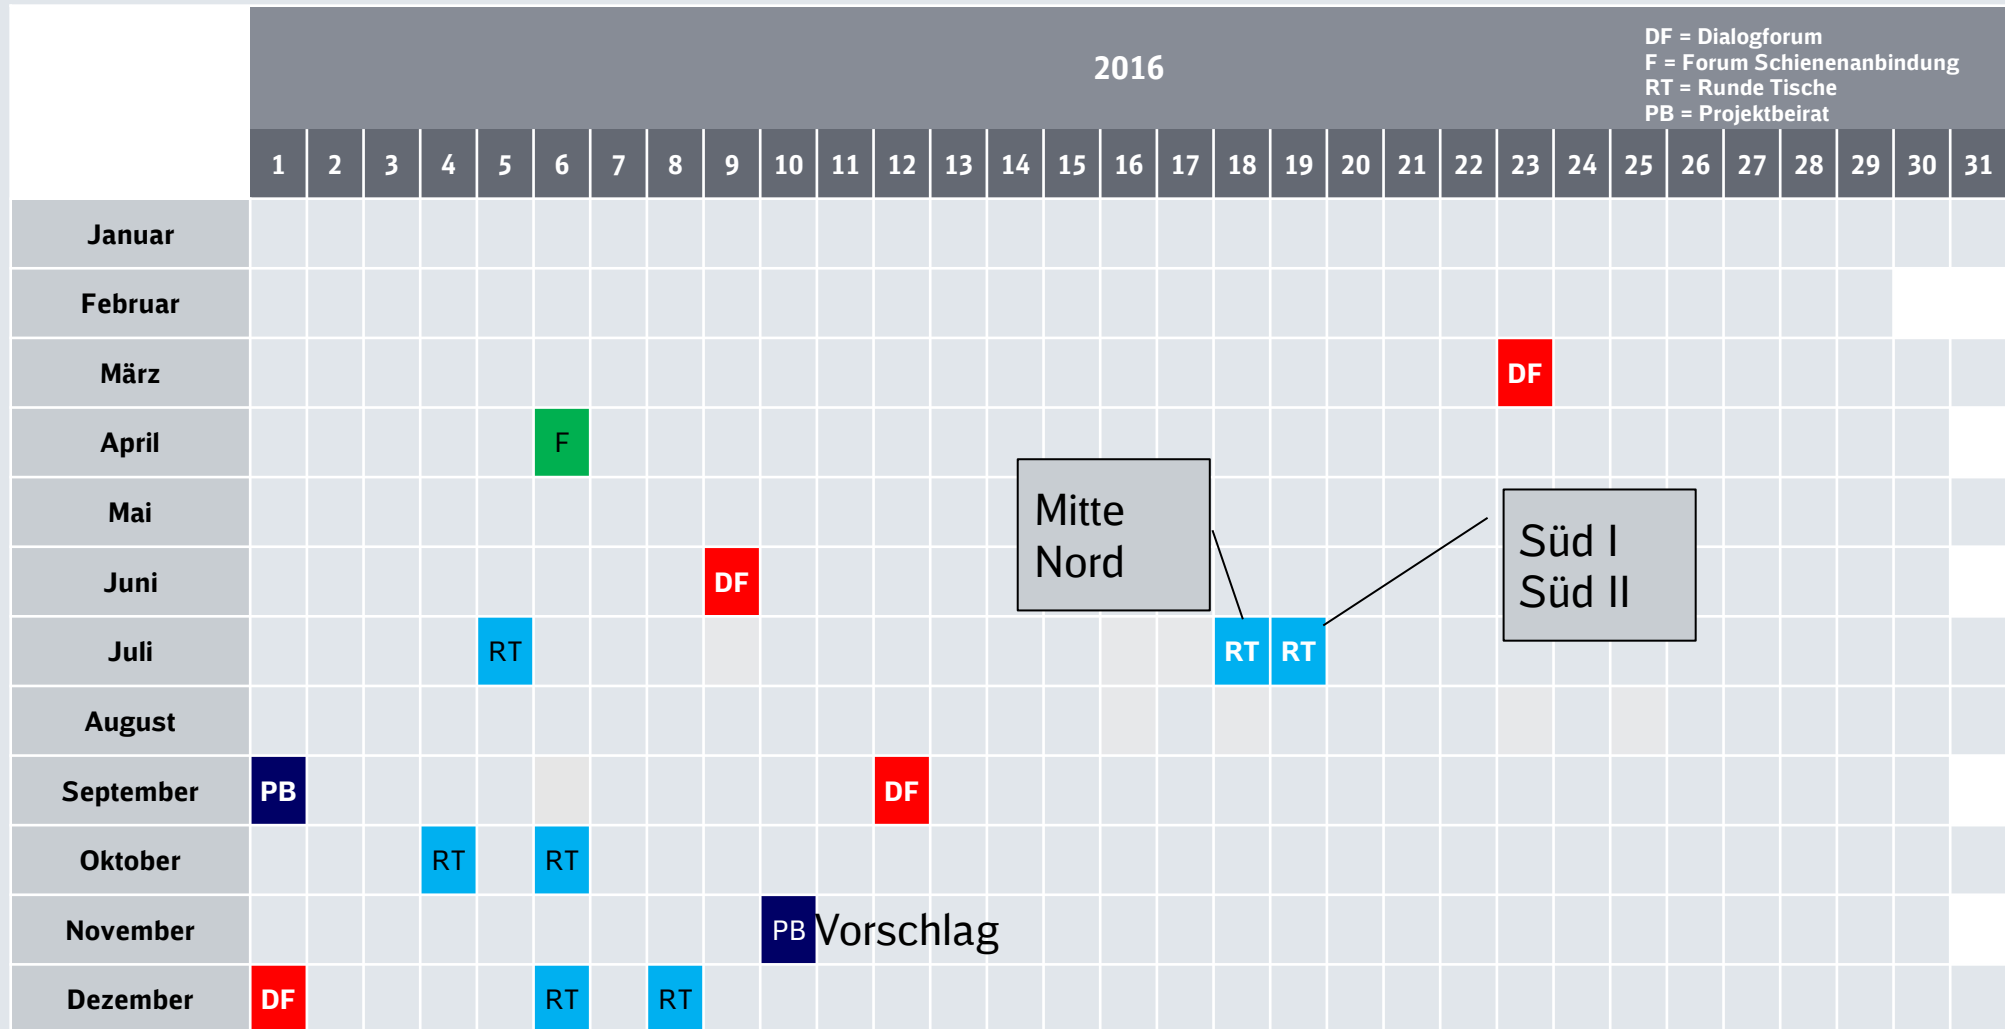 2016
DF = Dialogforum
F = Forum Schienenanbindung
RT = Runde Tische
PB = Projektbeirat
1 2 3 4 5 6 7 8 9 10 11 12 13 14 15 16 17 18 19 20 21 22 23 24 25 26 27 28 29 30 31
Januar
Februar
März DF
April F
Mai
Mitte
Nord
Süd I
Süd II
Juni DF
Juli RT RT RT
August
September PB DF
Oktober RT RT
November PB Vorschlag
Dezember DF RT RT